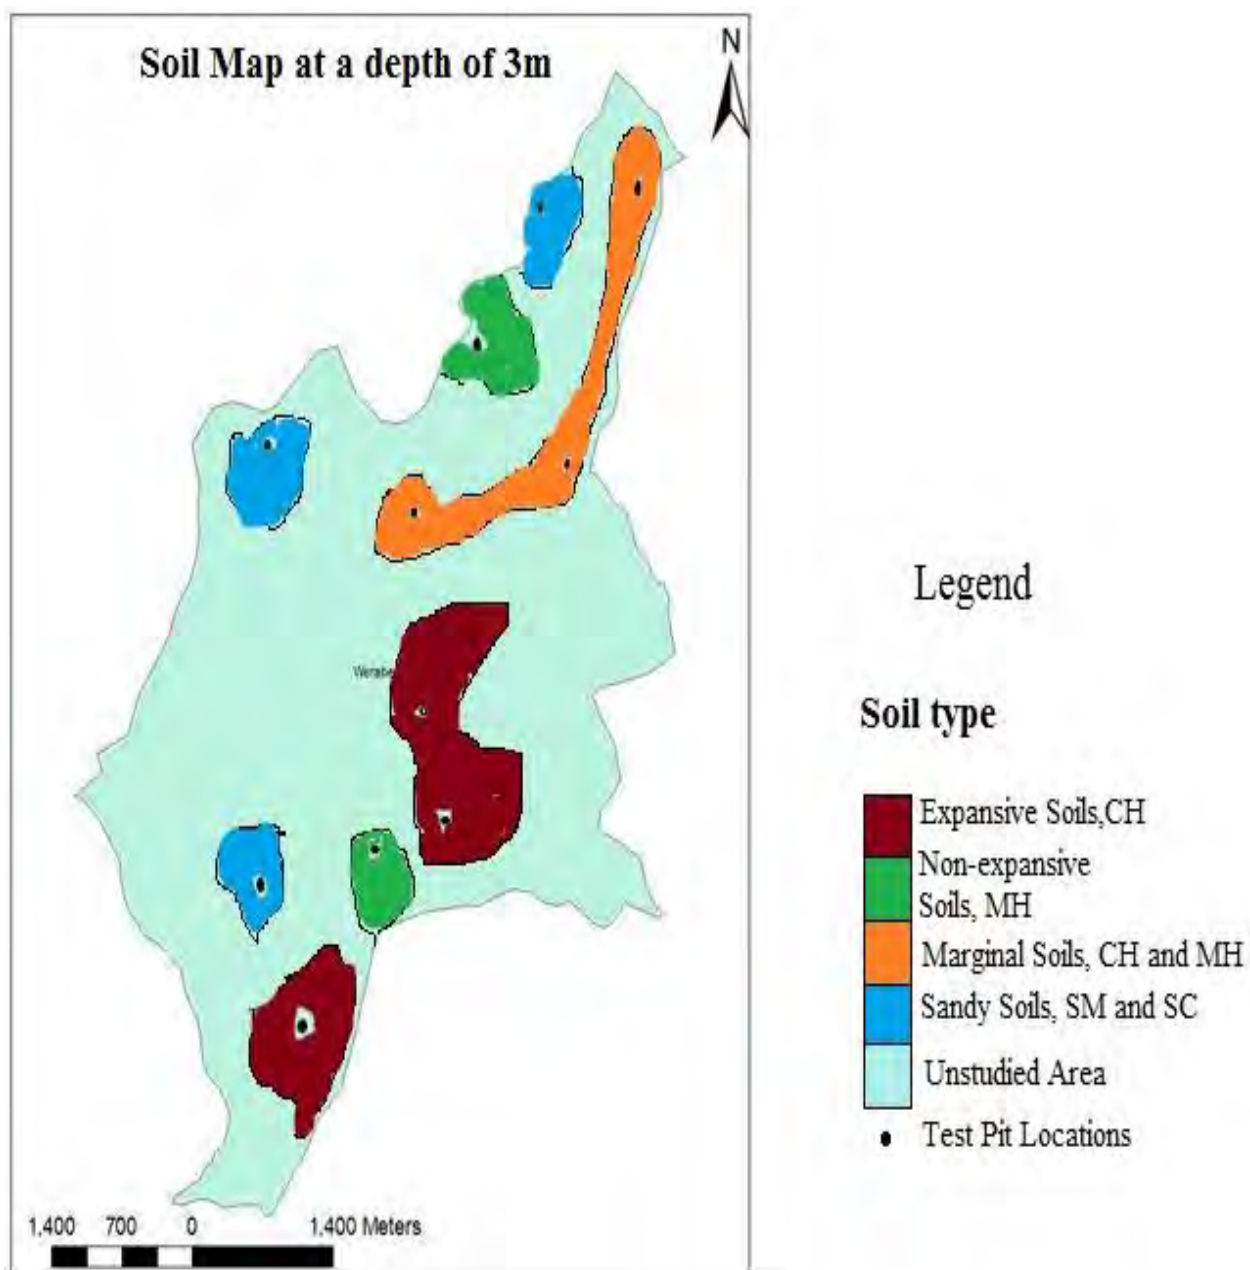 Soil Map at a depth of 3m
N
Werabe
Legend
Soil type
Expansive Soils,CH
Non-expansive
Soils, MH
Marginal Soils, CH and MH
Sandy Soils, SM and SC
Unstudied Area
Test Pit Locations
1,400 700 0 1,400 Meters